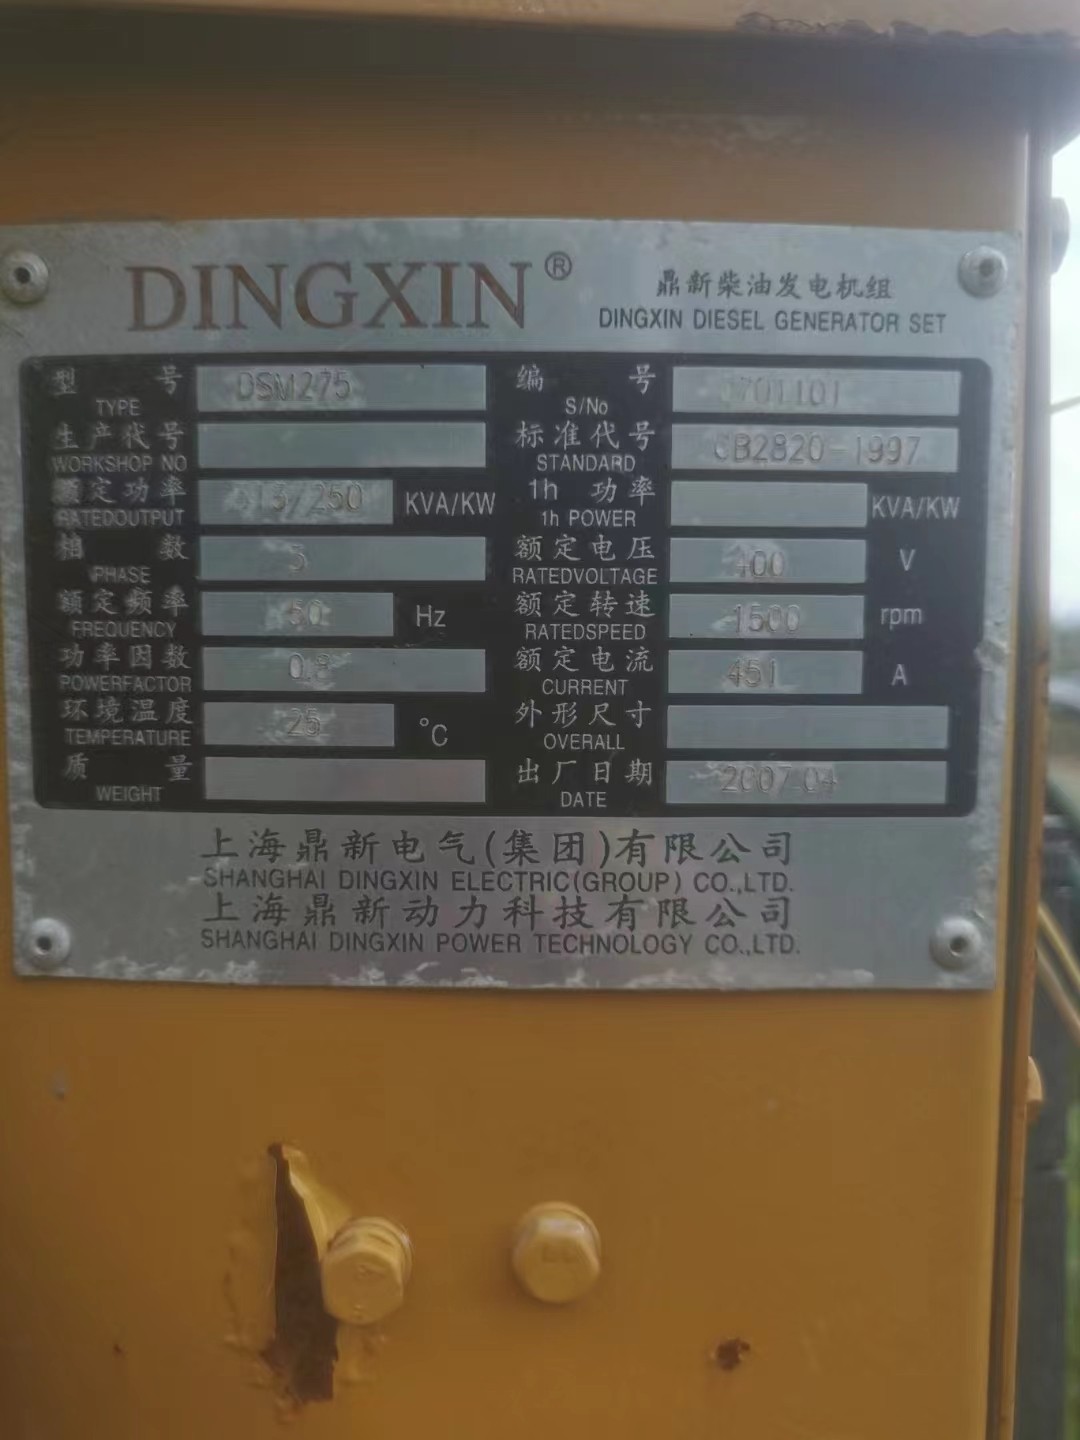 DINGXIN® 鼎新柴油发电机组
DINGXIN DIESEL GENERATOR SET
型 号 DSM275 编 号 0701101
TYPE S/No
生产代号 标准代号 GB2820-1997
WORKSHOP NO STANDARD
额定功率 313/250 KVA/KW 1h 功率 KVA/KW
RATEDOUTPUT 1h POWER
相 数 3 额定电压 400 V
PHASE RATEDVOLTAGE
额定频率 50 Hz 额定转速 1500 rpm
FREQUENCY RATEDSPEED
功率因数 0.8 额定电流 451 A
POWERFACTOR CURRENT
环境温度 25 °C 外形尺寸
TEMPERATURE OVERALL
质 量 出厂日期 2007.04
WEIGHT DATE
上海鼎新电气(集团)有限公司
SHANGHAI DINGXIN ELECTRIC(GROUP) CO.,LTD.
上海鼎新动力科技有限公司
SHANGHAI DINGXIN POWER TECHNOLOGY CO.,LTD.